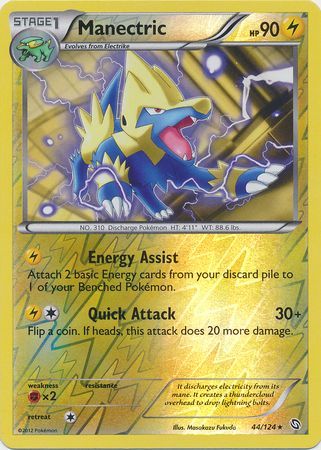 STAGE1
Manectric
HP 90
Evolves from Electrike
NO. 310 Discharge Pokémon HT: 4'11" WT: 88.6 lbs.
Energy Assist
Attach 2 basic Energy cards from your discard pile to
1 of your Benched Pokémon.
Quick Attack 30+
Flip a coin. If heads, this attack does 20 more damage.
weakness
resistance
×2
retreat
It discharges electricity from its
mane. It creates a thundercloud
overhead to drop lightning bolts.
©2012 Pokémon
Illus. Masakazu Fukuda
44/124★